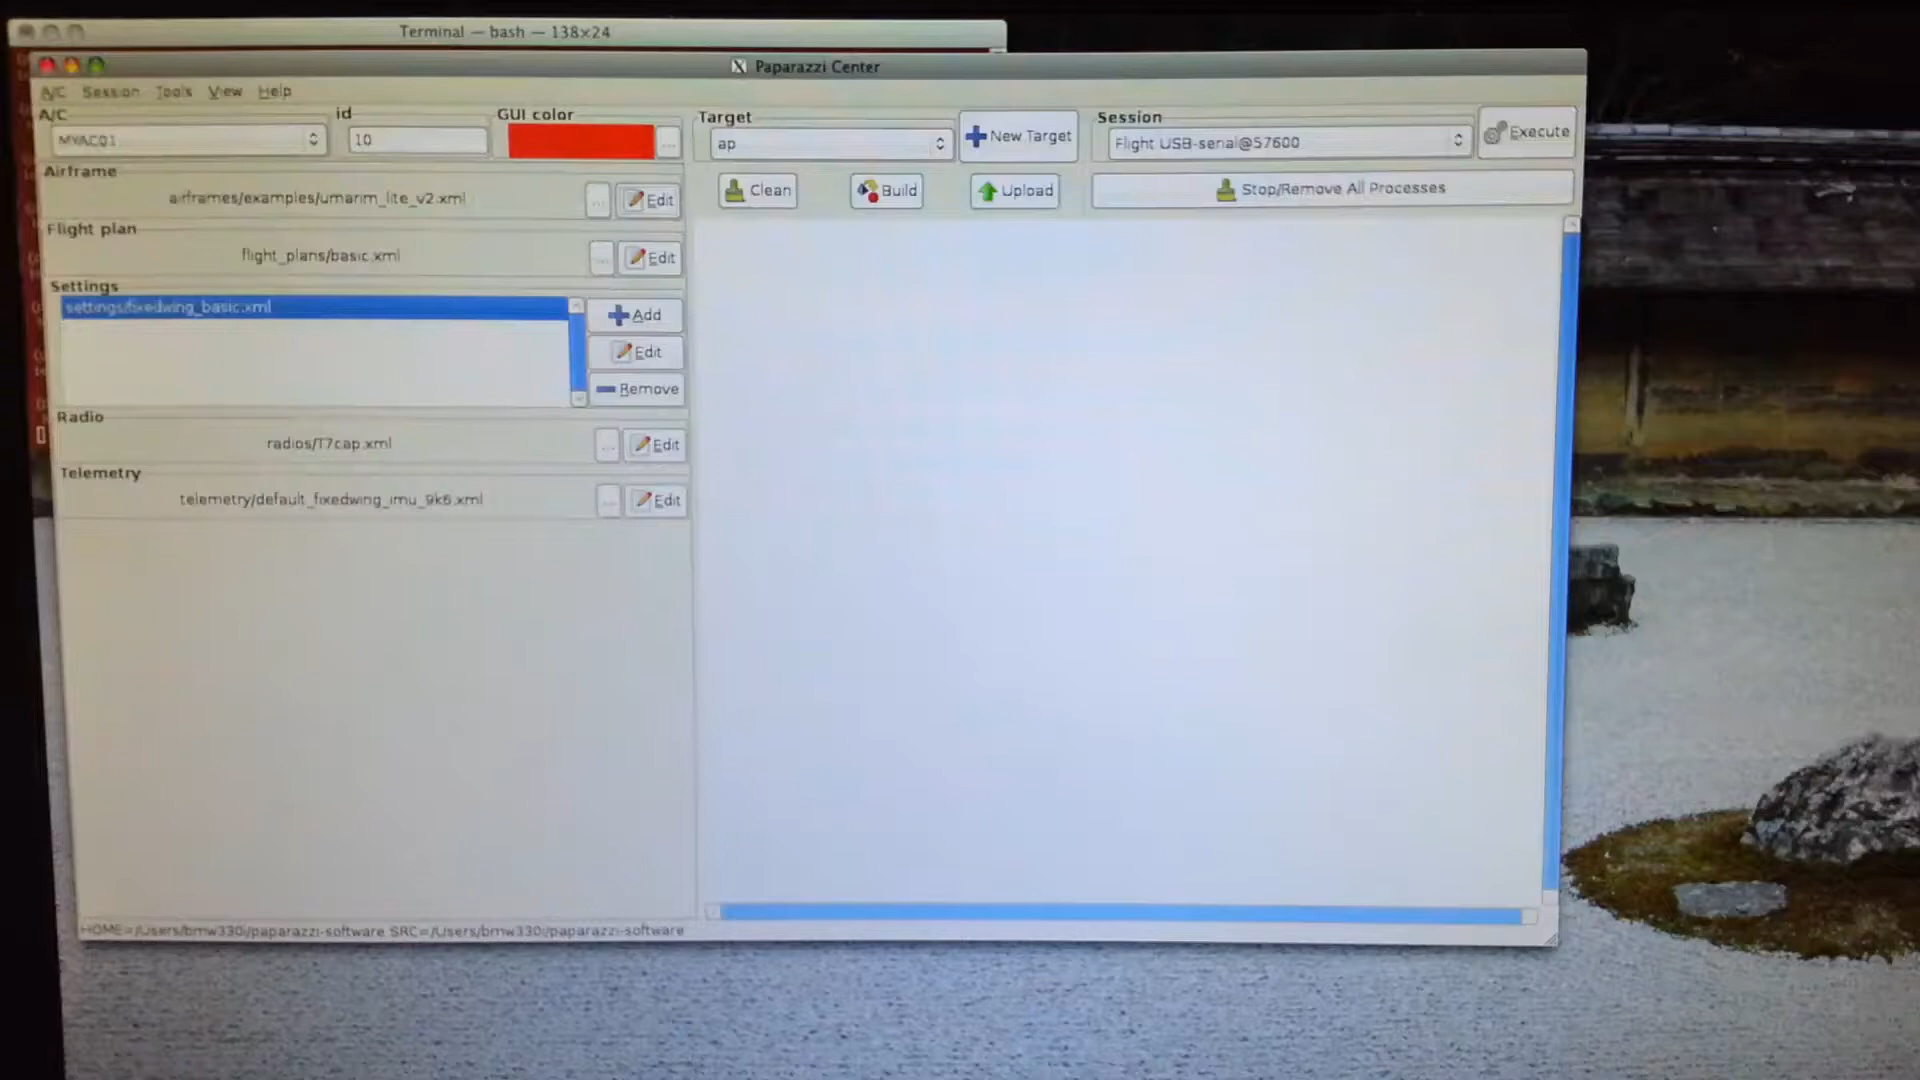 Terminal — bash — 138×24
Paparazzi Center
A/C Session Tools View Help
A/C
MYAC01
id
10
GUI color
...
Target
ap
New Target
Session
Flight USB-serial@57600
Execute
Clean
Build
Upload
Stop/Remove All Processes
Airframe
airframes/examples/umarim_lite_v2.xml
...
Edit
Flight plan
flight_plans/basic.xml
...
Edit
Settings
settings/fixedwing_basic.xml
Add
Edit
Remove
Radio
radios/T7cap.xml
...
Edit
Telemetry
telemetry/default_fixedwing_imu_9k6.xml
...
Edit
HOME=/Users/bmw330i/paparazzi-software SRC=/Users/bmw330i/paparazzi-software